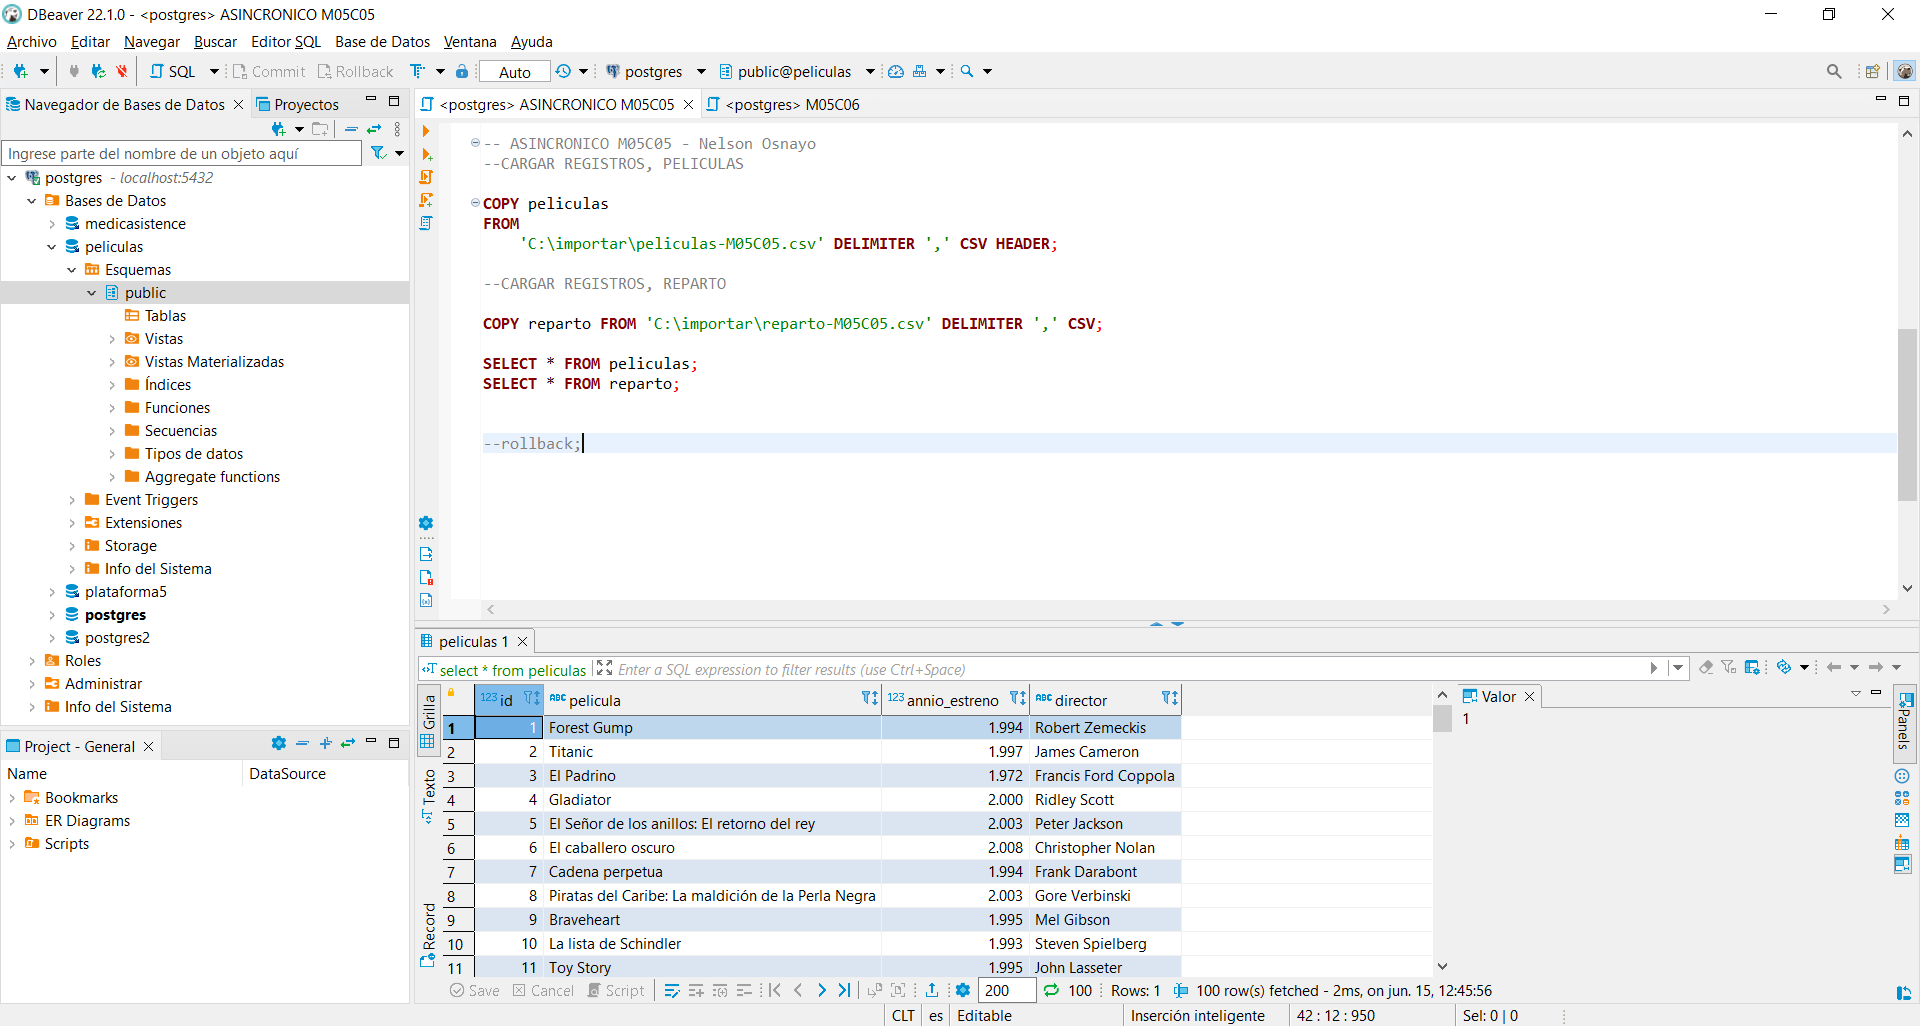 DBeaver 22.1.0 - <postgres> ASINCRONICO M05C05
Archivo Editar Navegar Buscar Editor SQL Base de Datos Ventana Ayuda
SQL Commit Rollback Auto postgres public@peliculas
Navegador de Bases de Datos Proyectos
Ingrese parte del nombre de un objeto aquí
postgres - localhost:5432
Bases de Datos
medicasistence
peliculas
Esquemas
public
Tablas
Vistas
Vistas Materializadas
Índices
Funciones
Secuencias
Tipos de datos
Aggregate functions
Event Triggers
Extensiones
Storage
Info del Sistema
plataforma5
postgres
postgres2
Roles
Administrar
Info del Sistema
Project - General
Name DataSource
Bookmarks
ER Diagrams
Scripts
<postgres> ASINCRONICO M05C05 <postgres> M05C06
-- ASINCRONICO M05C05 - Nelson Osnayo
--CARGAR REGISTROS, PELICULAS
COPY peliculas
FROM
'C:\importar\peliculas-M05C05.csv' DELIMITER ',' CSV HEADER;
--CARGAR REGISTROS, REPARTO
COPY reparto FROM 'C:\importar\reparto-M05C05.csv' DELIMITER ',' CSV;
SELECT * FROM peliculas;
SELECT * FROM reparto;
--rollback;
peliculas 1
select * from peliculas Enter a SQL expression to filter results (use Ctrl+Space)
Grilla
Texto
Record
123 id ABC pelicula 123 annio_estreno ABC director
1 1 Forest Gump 1.994 Robert Zemeckis
2 2 Titanic 1.997 James Cameron
3 3 El Padrino 1.972 Francis Ford Coppola
4 4 Gladiator 2.000 Ridley Scott
5 5 El Señor de los anillos: El retorno del rey 2.003 Peter Jackson
6 6 El caballero oscuro 2.008 Christopher Nolan
7 7 Cadena perpetua 1.994 Frank Darabont
8 8 Piratas del Caribe: La maldición de la Perla Negra 2.003 Gore Verbinski
9 9 Braveheart 1.995 Mel Gibson
10 10 La lista de Schindler 1.993 Steven Spielberg
11 11 Toy Story 1.995 John Lasseter
Valor
1
Panels
Save Cancel Script 200 100 Rows: 1 100 row(s) fetched - 2ms, on jun. 15, 12:45:56
CLT es Editable Inserción inteligente 42 : 12 : 950 Sel: 0 | 0